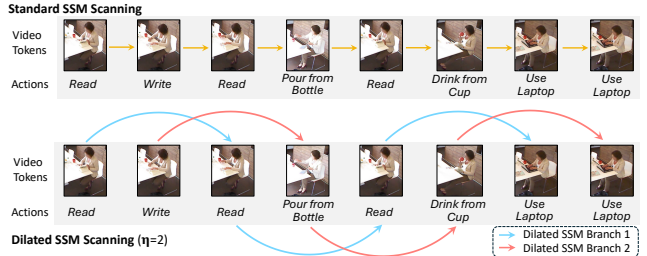 Standard SSM Scanning
Video
Tokens
Actions
Read
Write
Read
Pour from
Bottle
Read
Drink from
Cup
Use
Laptop
Use
Laptop
Video
Tokens
Actions
Read
Write
Read
Pour from
Bottle
Read
Drink from
Cup
Use
Laptop
Use
Laptop
Dilated SSM Scanning (η=2)
Dilated SSM Branch 1
Dilated SSM Branch 2